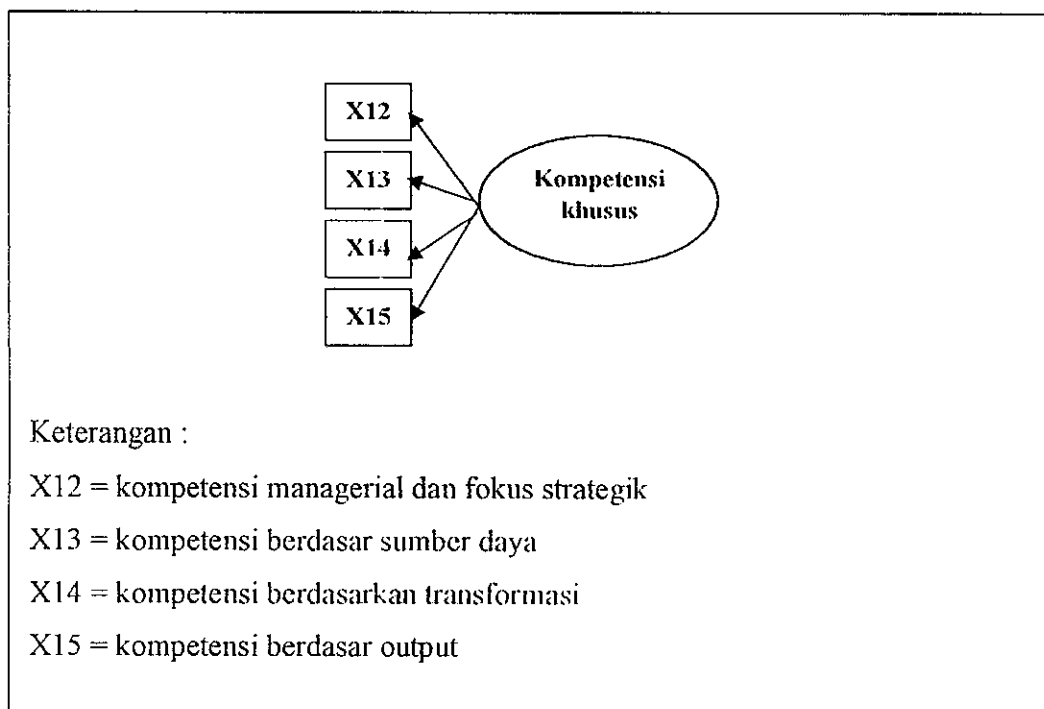 X12
X13
X14
X15
Kompetensi
khusus
Keterangan :
X12 = kompetensi managerial dan fokus strategik
X13 = kompetensi berdasar sumber daya
X14 = kompetensi berdasarkan transformasi
X15 = kompetensi berdasar output